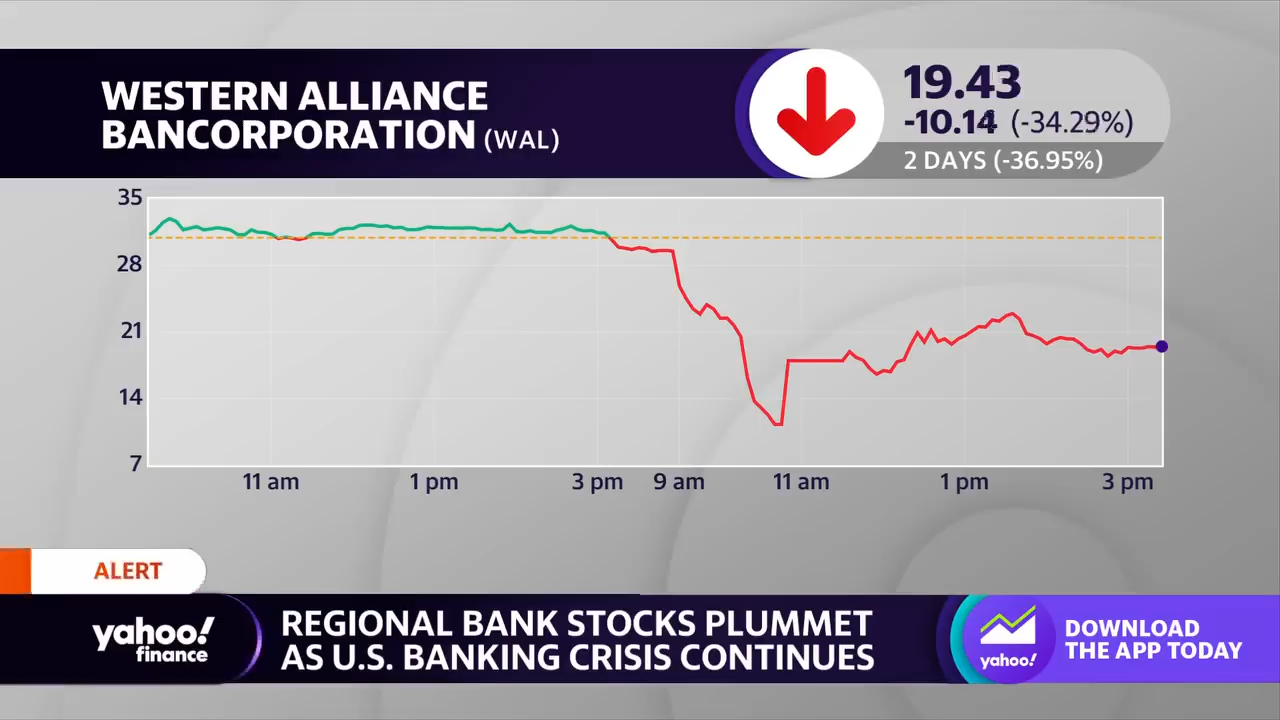 WESTERN ALLIANCE
BANCORPORATION (WAL)
19.43
-10.14 (-34.29%)
2 DAYS (-36.95%)
35
28
21
14
7
11 am 1 pm 3 pm 9 am 11 am 1 pm 3 pm
ALERT
yahoo!
finance
REGIONAL BANK STOCKS PLUMMET
AS U.S. BANKING CRISIS CONTINUES
yahoo!
DOWNLOAD
THE APP TODAY